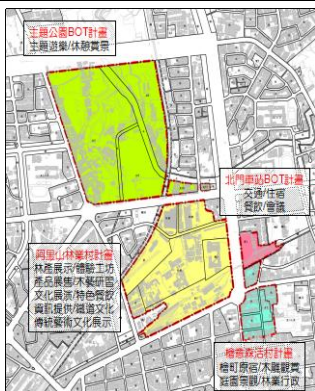 主題公園BOT計畫
主題遊樂/休憩賞景
北門車站BOT計畫
交通/住宿
餐飲/會議
阿里山林業村計畫
林產展示/體驗工坊
產品展售/木藝研習
文化展演/特色餐飲
資訊提供/鐵道文化
傳統藝術文化展示
檜意森活村計畫
檜町原宿/木雕觀賞
庭園景觀/林業行政